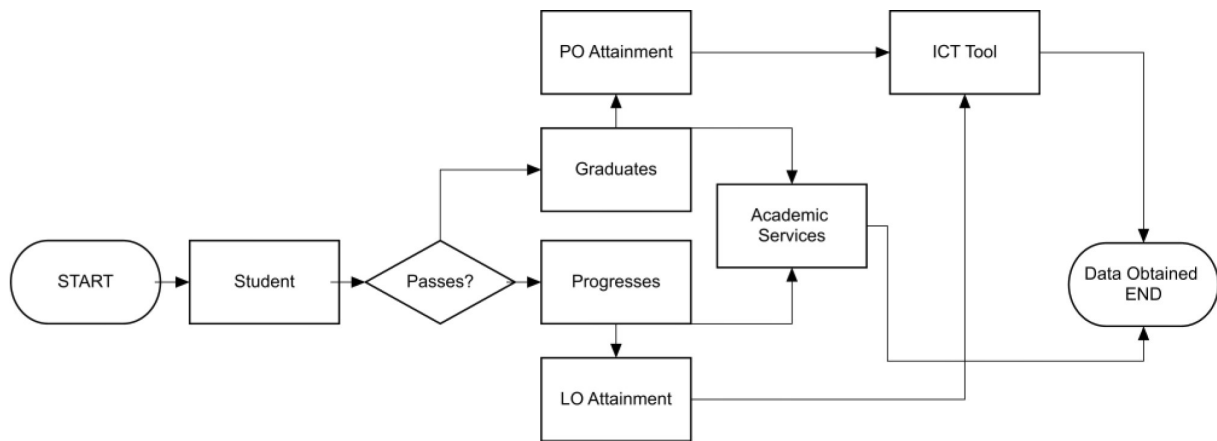 PO Attainment
ICT Tool
Graduates
Academic
Services
START
Student
Passes?
Progresses
Data Obtained
END
LO Attainment